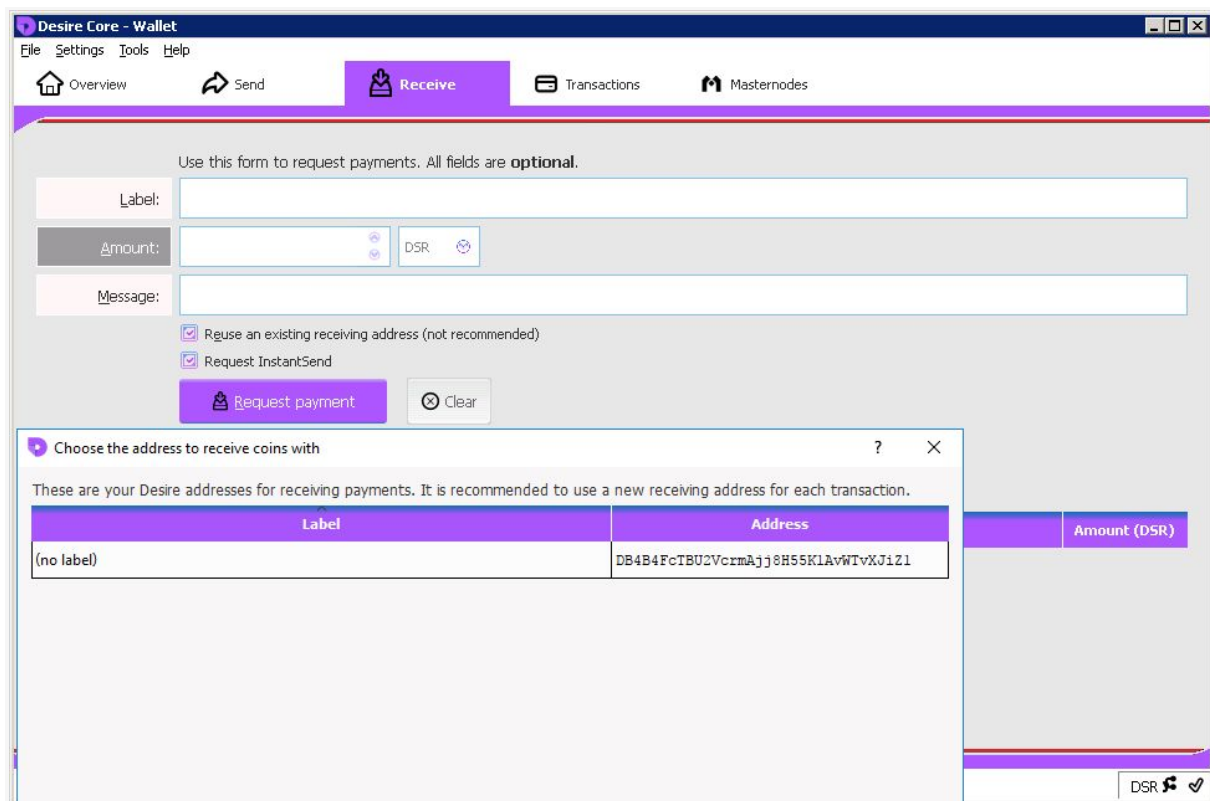 Desire Core - Wallet
File Settings Tools Help
Overview Send Receive Transactions Masternodes
Use this form to request payments. All fields are optional.
Label:
Amount: DSR
Message:
Reuse an existing receiving address (not recommended)
Request InstantSend
Request payment Clear
Choose the address to receive coins with ?
These are your Desire addresses for receiving payments. It is recommended to use a new receiving address for each transaction.
Label Address
Amount (DSR)
(no label) DB4B4FcTBU2VcrmAjj8H55K1AvWTvXJiZ1
DSR